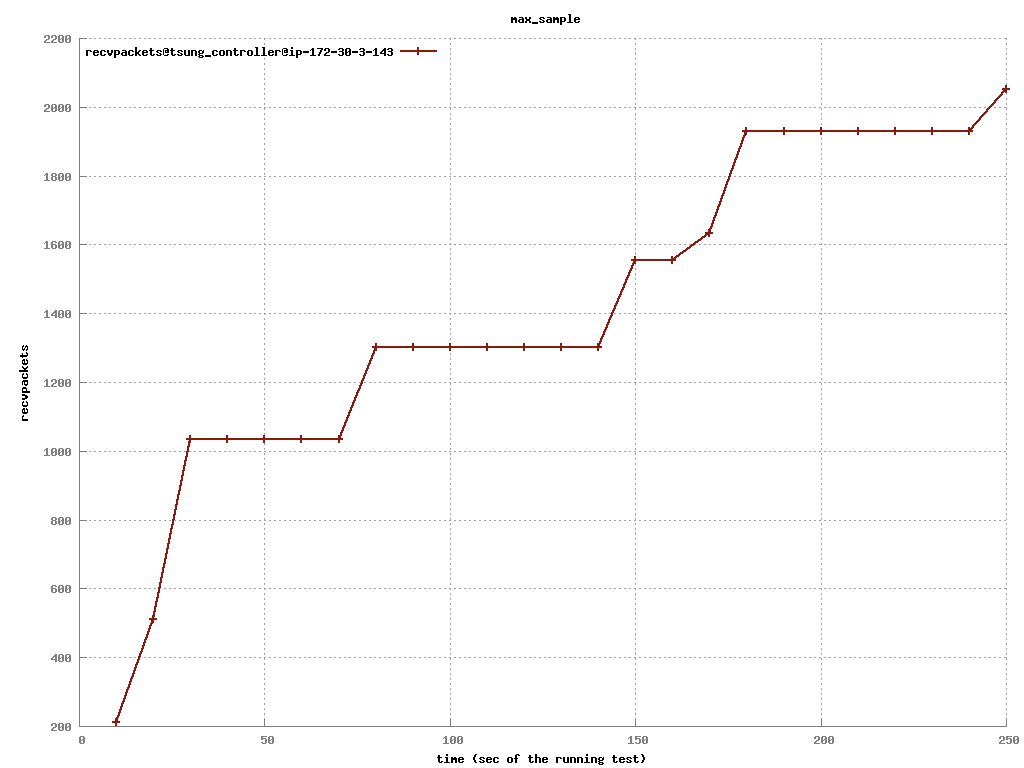 max_sample
recvpackets@tsung_controller@ip-172-30-3-143
2200
2000
1800
1600
1400
1200
1000
800
600
400
200
recvpackets
0 50 100 150 200 250
time (sec of the running test)